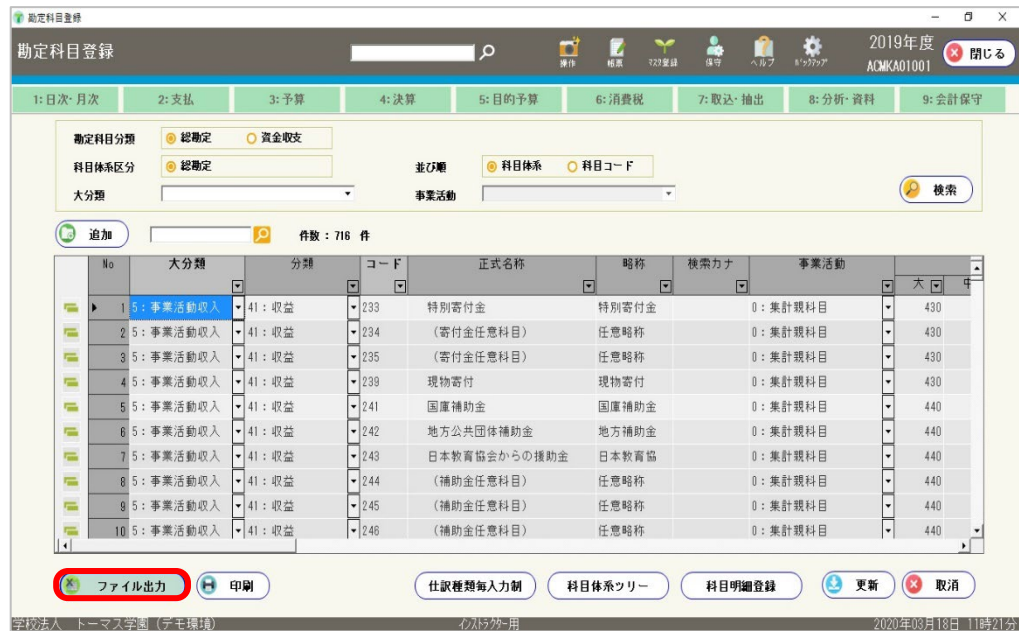 勘定科目登録
勘定科目登録
操作 帳票 マスタ登録 保守 ヘルプ ﾊﾞｯｸｱｯﾌﾟ
2019年度
ACMKA01001
閉じる
1:日次･月次 2:支払 3:予算 4:決算 5:目的予算 6:消費税 7:取込･抽出 8:分析･資料 9:会計保守
勘定科目分類 総勘定 資金収支
科目体系区分 総勘定 並び順 科目体系 科目コード
大分類 事業活動 検索
追加 件数：716 件
No 大分類 分類 コード 正式名称 略称 検索カナ 事業活動
大 中
1 5：事業活動収入 41：収益 233 特別寄付金 特別寄付金 0：集計親科目 430
2 5：事業活動収入 41：収益 234 （寄付金任意科目） 任意略称 0：集計親科目 430
3 5：事業活動収入 41：収益 235 （寄付金任意科目） 任意略称 0：集計親科目 430
4 5：事業活動収入 41：収益 239 現物寄付 現物寄付 0：集計親科目 430
5 5：事業活動収入 41：収益 241 国庫補助金 国庫補助金 0：集計親科目 440
6 5：事業活動収入 41：収益 242 地方公共団体補助金 地方補助金 0：集計親科目 440
7 5：事業活動収入 41：収益 243 日本教育協会からの援助金 日本教育協 0：集計親科目 440
8 5：事業活動収入 41：収益 244 （補助金任意科目） 任意略称 0：集計親科目 440
9 5：事業活動収入 41：収益 245 （補助金任意科目） 任意略称 0：集計親科目 440
10 5：事業活動収入 41：収益 246 （補助金任意科目） 任意略称 0：集計親科目 440
ファイル出力 印刷 仕訳種類毎入力制 科目体系ツリー 科目明細登録 更新 取消
学校法人 トーマス学園（デモ環境） ｲﾝｽﾄﾗｸﾀｰ用 2020年03月18日 11時21分